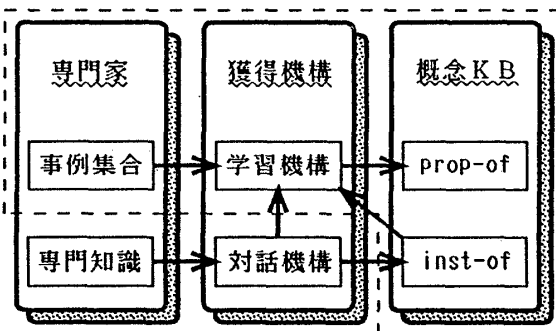 専門家
獲得機構
概念KB
事例集合
学習機構
prop-of
専門知識
対話機構
inst-of